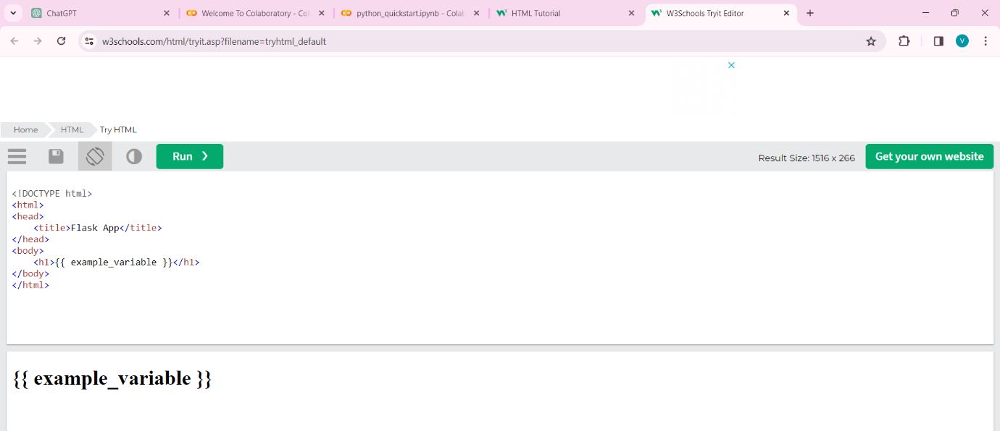 ChatGPT
Welcome To Colaboratory - Col
python_quickstart.ipynb - Colab
HTML Tutorial
W3Schools Tryit Editor
w3schools.com/html/tryit.asp?filename=tryhtml_default
V
Home
HTML
Try HTML
Run ❯
Result Size: 1516 x 266
Get your own website
<!DOCTYPE html>
<html>
<head>
    <title>Flask App</title>
</head>
<body>
    <h1>{{ example_variable }}</h1>
</body>
</html>
{{ example_variable }}